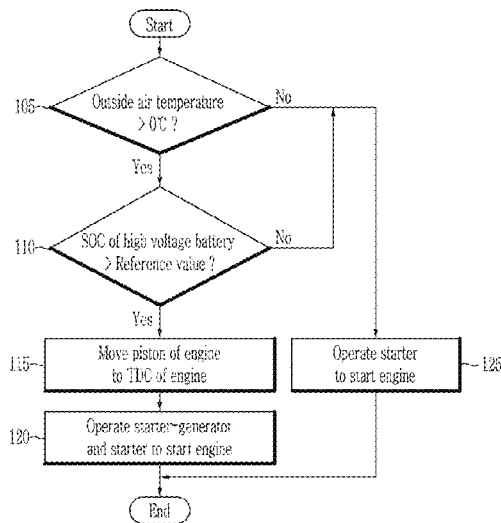 Start
105
Outside air temperature
> 0℃ ?
No
Yes
110
SOC of high voltage battery
> Reference value ?
No
Yes
115
Move piston of engine
to TDC of engine
Operate starter
to start engine
125
120
Operate starter-generator
and starter to start engine
End